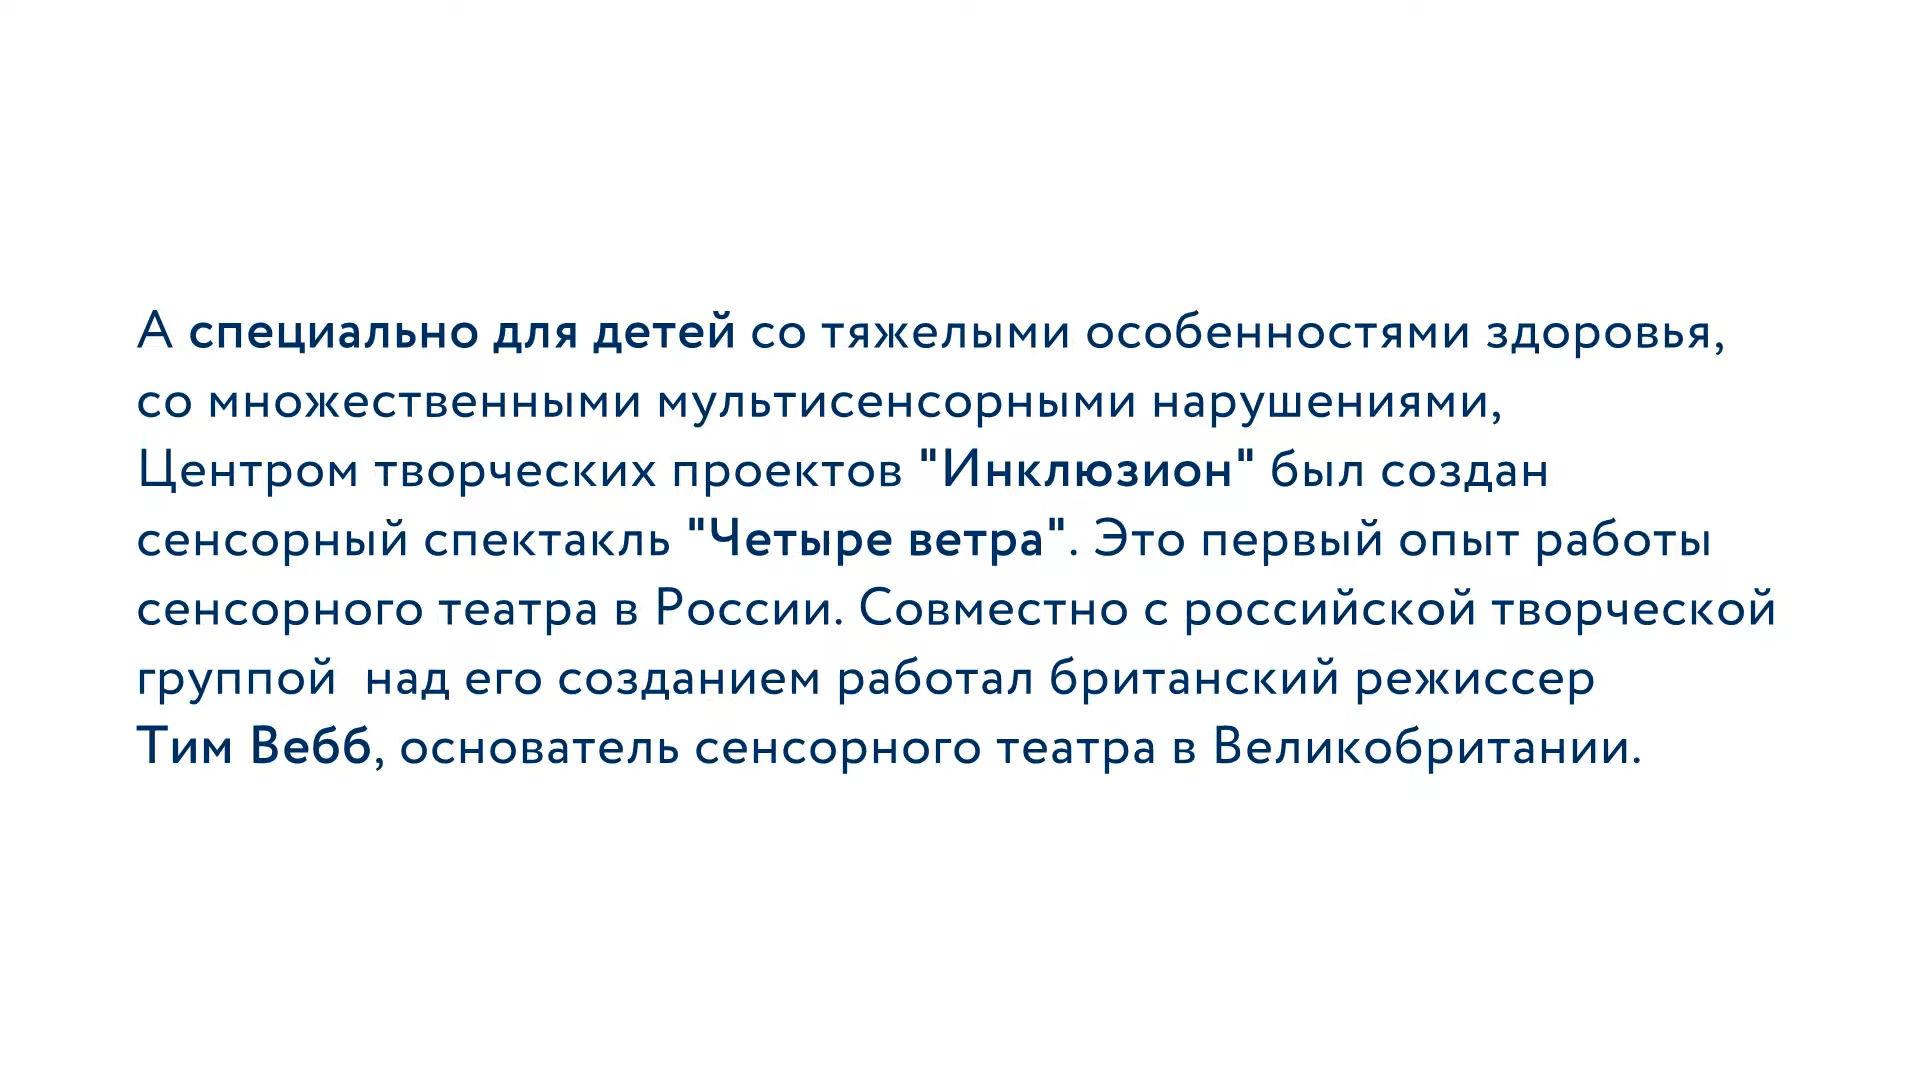 А специально для детей со тяжелыми особенностями здоровья,
со множественными мультисенсорными нарушениями,
Центром творческих проектов "Инклюзион" был создан
сенсорный спектакль "Четыре ветра". Это первый опыт работы
сенсорного театра в России. Совместно с российской творческой
группой  над его созданием работал британский режиссер
Тим Вебб, основатель сенсорного театра в Великобритании.